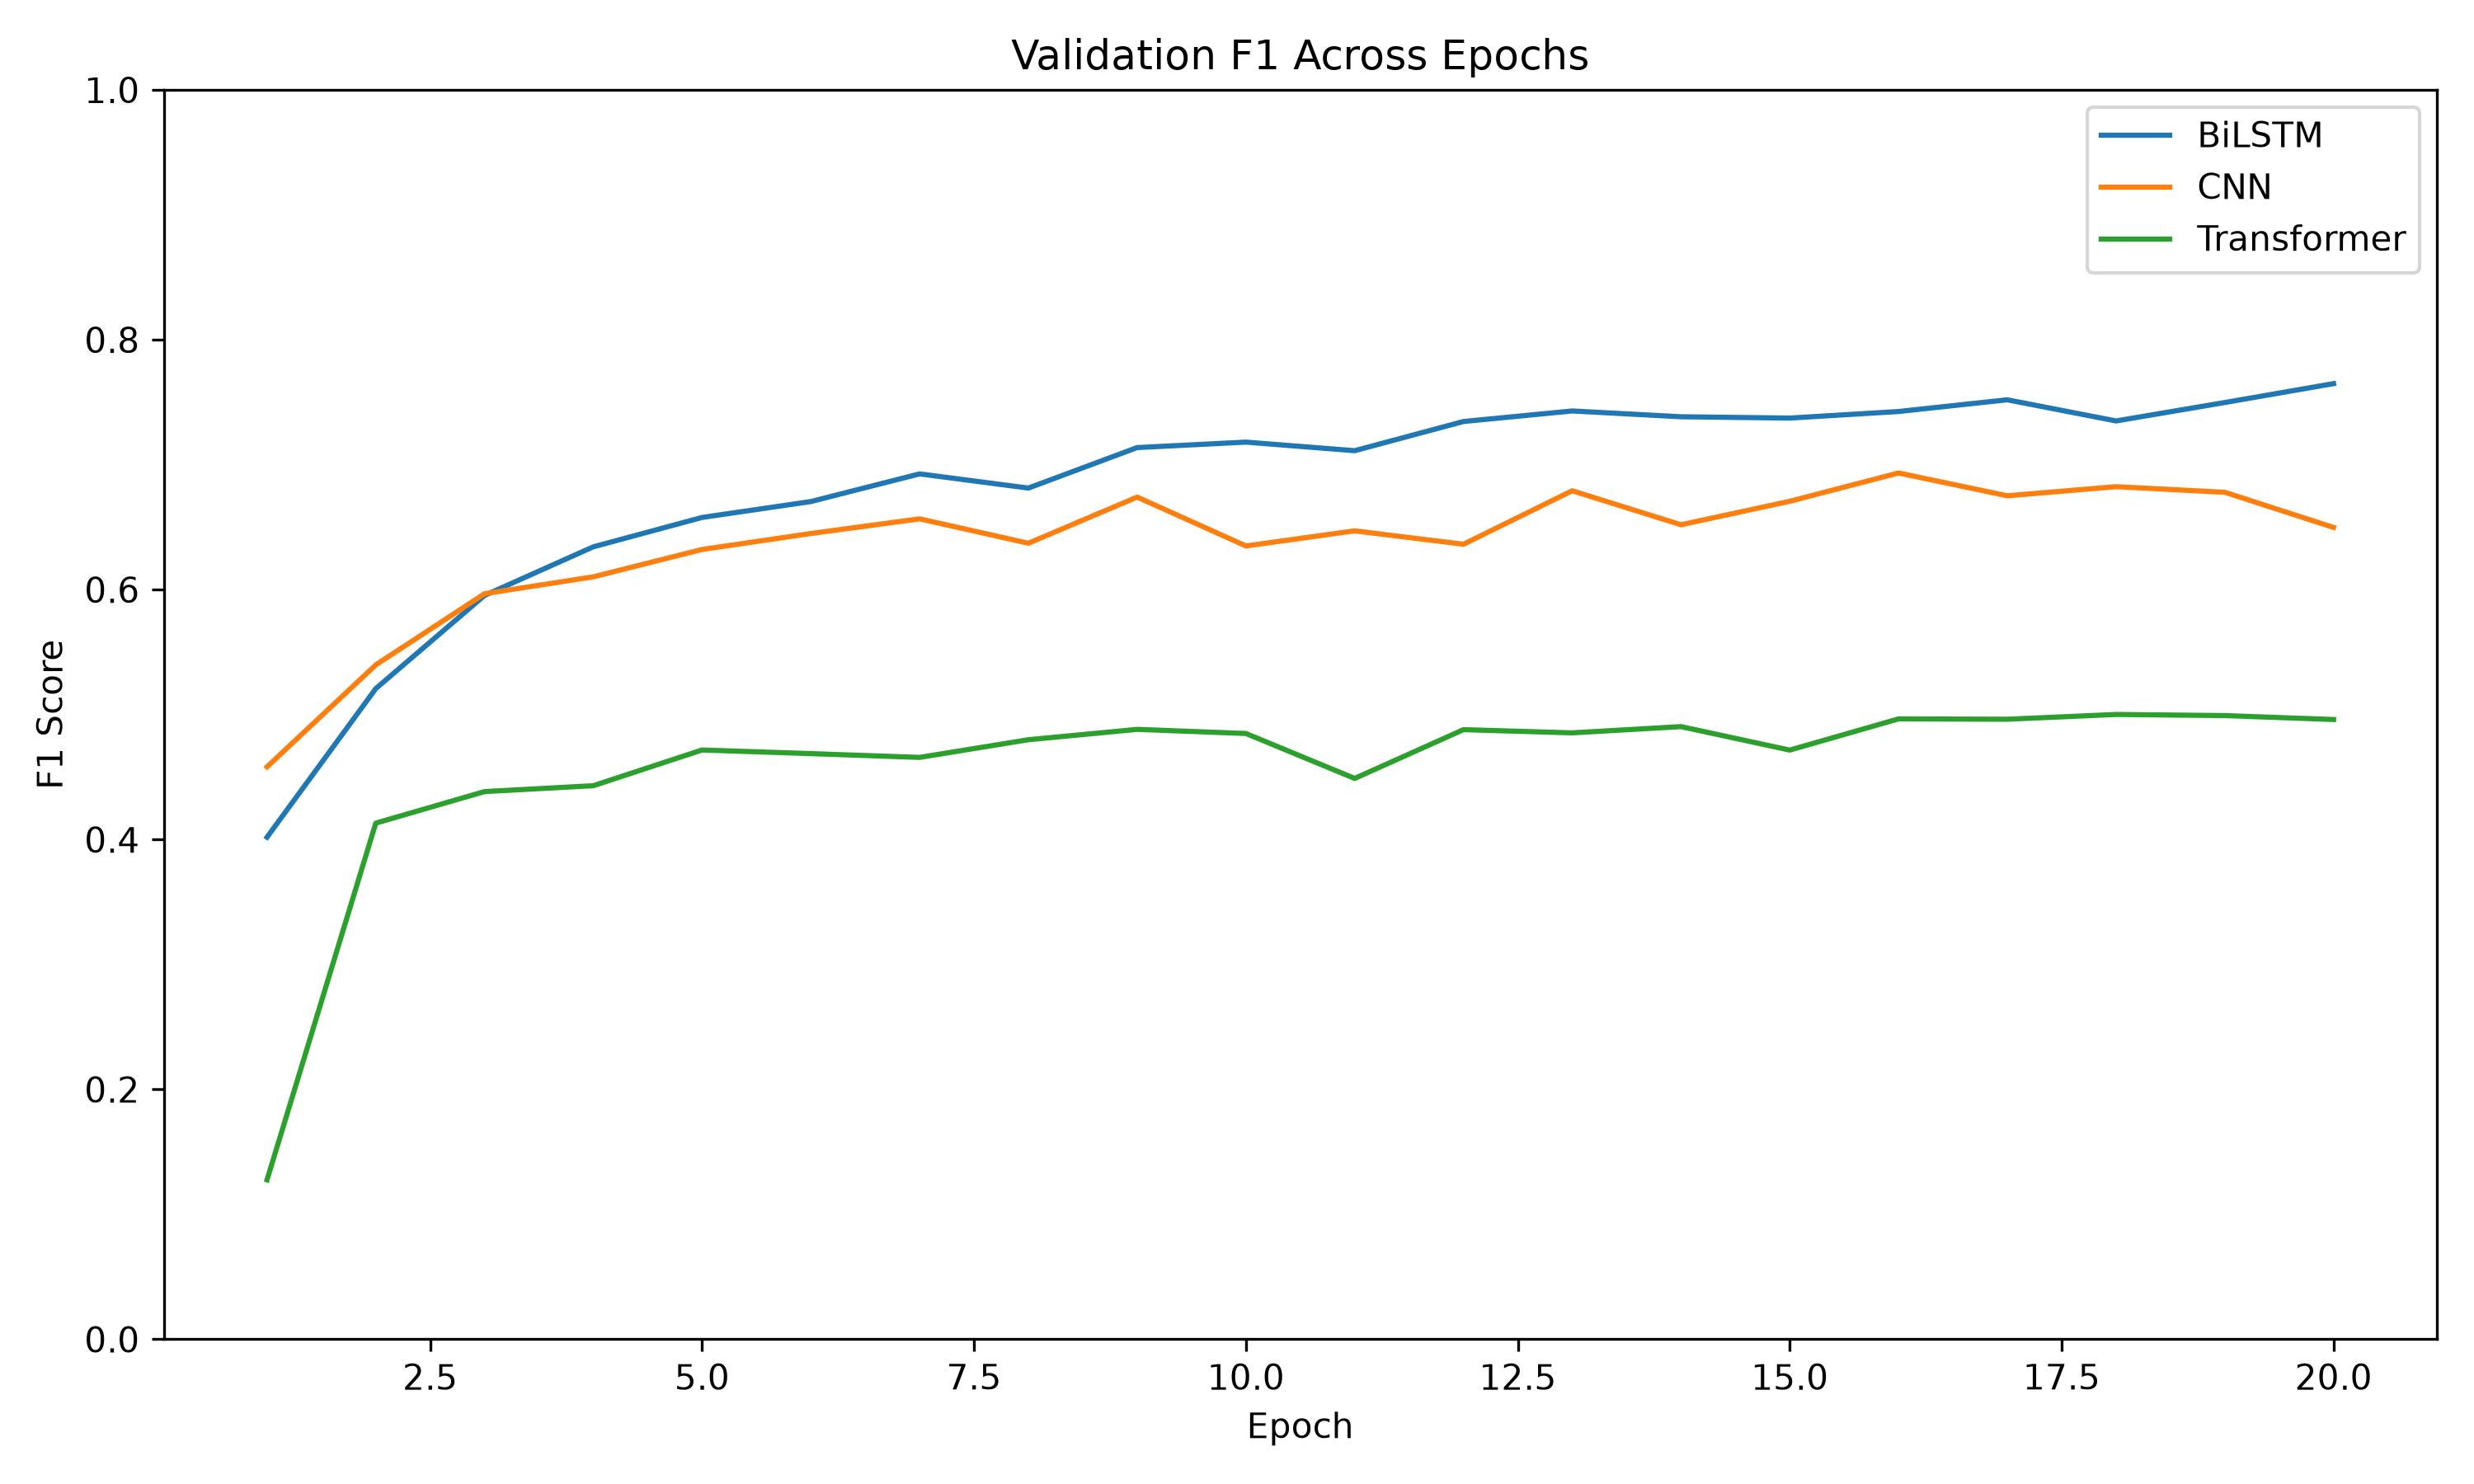 Validation F1 Across Epochs
1.0
0.8
0.6
0.4
0.2
0.0
F1 Score
BiLSTM
CNN
Transformer
2.5 5.0 7.5 10.0 12.5 15.0 17.5 20.0
Epoch